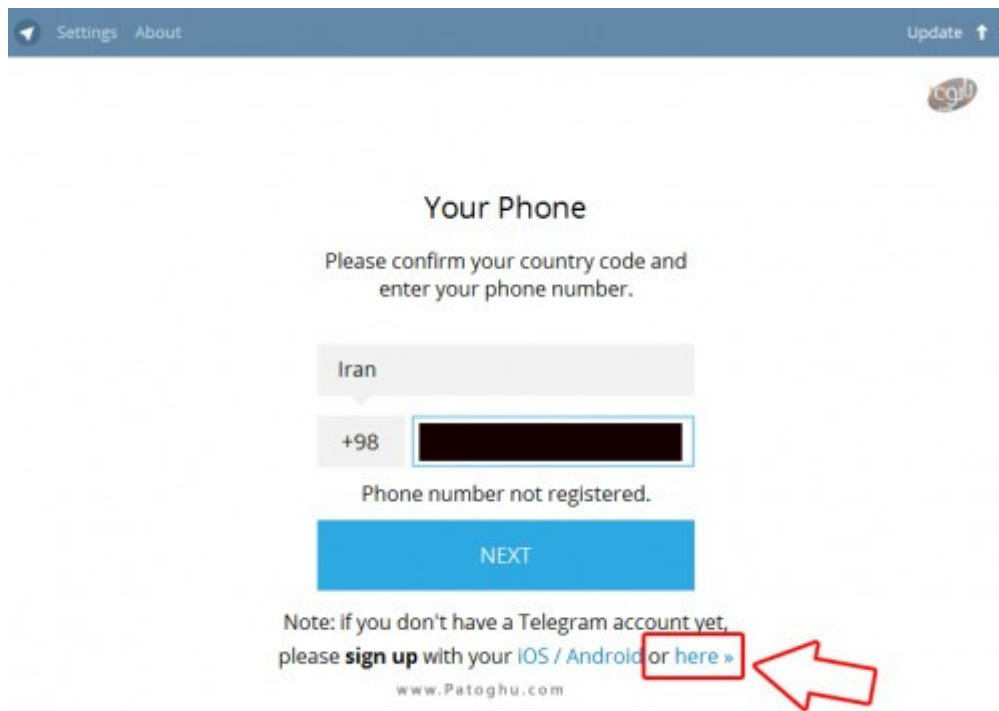 Settings About Update
Your Phone
Please confirm your country code and
enter your phone number.
Iran
+98
Phone number not registered.
NEXT
Note: if you don't have a Telegram account yet,
please sign up with your iOS / Android or here »
www.Patoghu.com